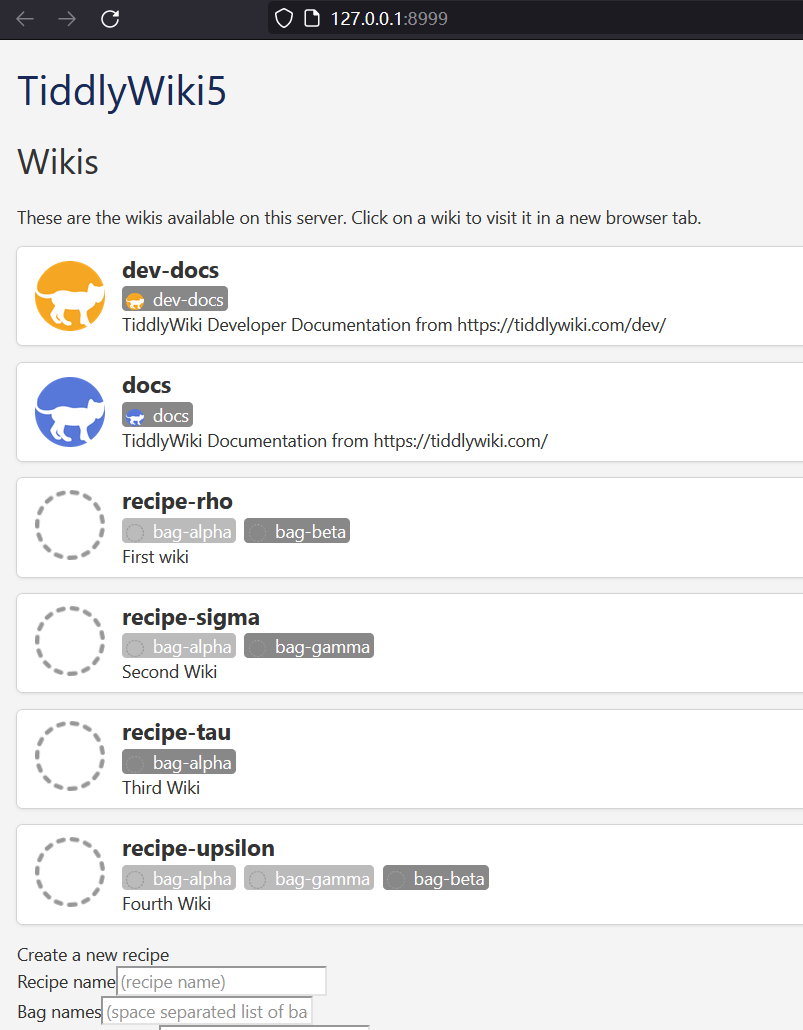 127.0.0.1:8999
TiddlyWiki5
Wikis
These are the wikis available on this server. Click on a wiki to visit it in a new browser tab.
dev-docs
dev-docs
TiddlyWiki Developer Documentation from https://tiddlywiki.com/dev/
docs
docs
TiddlyWiki Documentation from https://tiddlywiki.com/
recipe-rho
bag-alpha bag-beta
First wiki
recipe-sigma
bag-alpha bag-gamma
Second Wiki
recipe-tau
bag-alpha
Third Wiki
recipe-upsilon
bag-alpha bag-gamma bag-beta
Fourth Wiki
Create a new recipe
Recipe name (recipe name)
Bag names (space separated list of ba